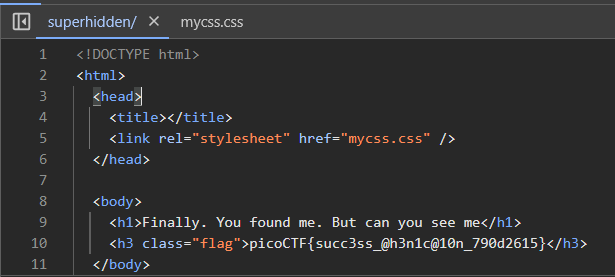 superhidden/ × mycss.css
1 <!DOCTYPE html>
2 <html>
3 <head>
4 <title></title>
5 <link rel="stylesheet" href="mycss.css" />
6 </head>
7
8 <body>
9 <h1>Finally. You found me. But can you see me</h1>
10 <h3 class="flag">picoCTF{succ3ss_@h3n1c@10n_790d2615}</h3>
11 </body>